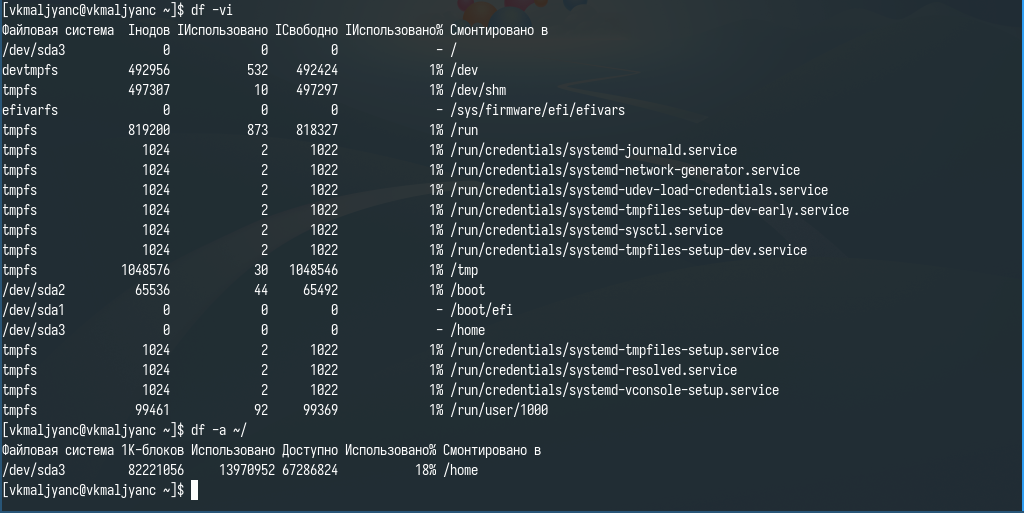 [vkmaljyanc@vkmaljyanc ~]$ df -vi
Файловая система Iнодов IИспользовано IСвободно IИспользовано% Смонтировано в
/dev/sda3 0 0 0 - /
devtmpfs 492956 532 492424 1% /dev
tmpfs 497307 10 497297 1% /dev/shm
efivarfs 0 0 0 - /sys/firmware/efi/efivars
tmpfs 819200 873 818327 1% /run
tmpfs 1024 2 1022 1% /run/credentials/systemd-journald.service
tmpfs 1024 2 1022 1% /run/credentials/systemd-network-generator.service
tmpfs 1024 2 1022 1% /run/credentials/systemd-udev-load-credentials.service
tmpfs 1024 2 1022 1% /run/credentials/systemd-tmpfiles-setup-dev-early.service
tmpfs 1024 2 1022 1% /run/credentials/systemd-sysctl.service
tmpfs 1024 2 1022 1% /run/credentials/systemd-tmpfiles-setup-dev.service
tmpfs 1048576 30 1048546 1% /tmp
/dev/sda2 65536 44 65492 1% /boot
/dev/sda1 0 0 0 - /boot/efi
/dev/sda3 0 0 0 - /home
tmpfs 1024 2 1022 1% /run/credentials/systemd-tmpfiles-setup.service
tmpfs 1024 2 1022 1% /run/credentials/systemd-resolved.service
tmpfs 1024 2 1022 1% /run/credentials/systemd-vconsole-setup.service
tmpfs 99461 92 99369 1% /run/user/1000
[vkmaljyanc@vkmaljyanc ~]$ df -a ~/
Файловая система 1K-блоков Использовано Доступно Использовано% Смонтировано в
/dev/sda3 82221056 13970952 67286824 18% /home
[vkmaljyanc@vkmaljyanc ~]$